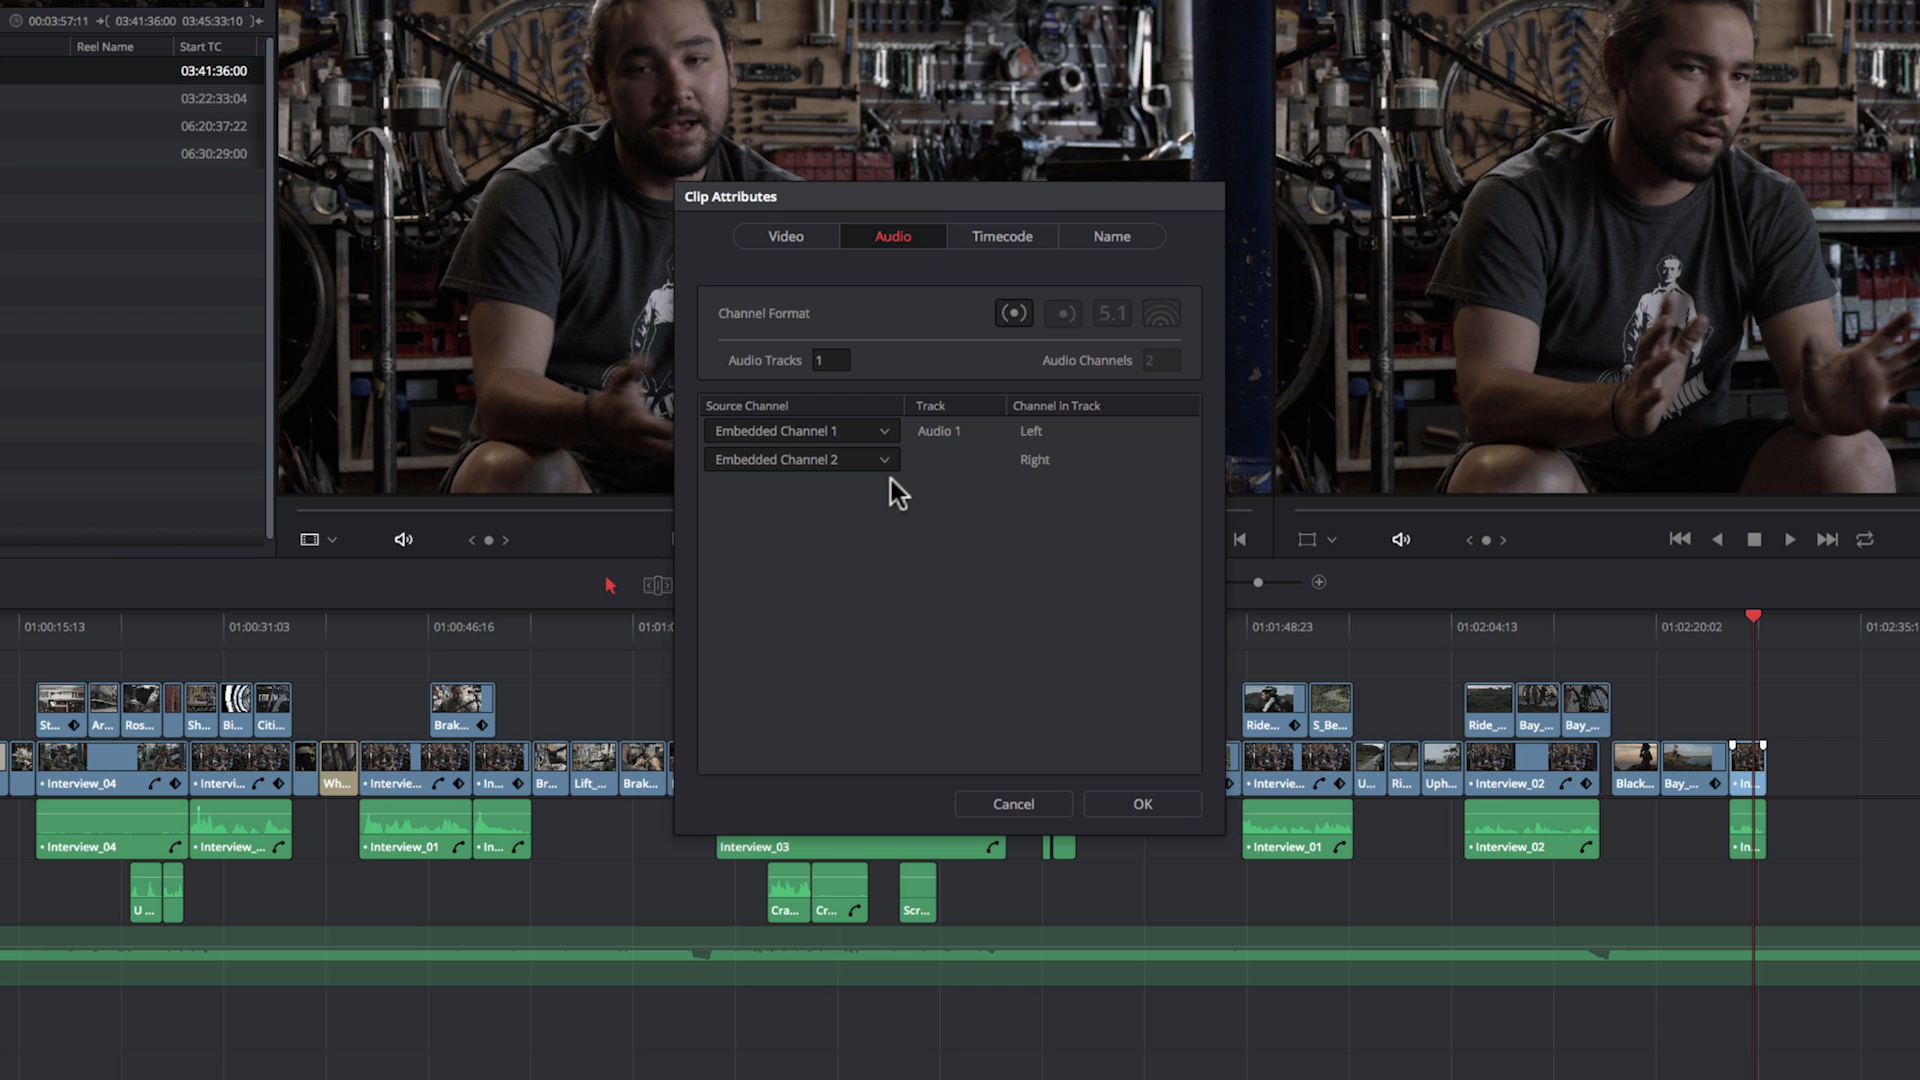 00:03:57:11 03:41:36:00 03:45:33:10
Reel Name Start TC
03:41:36:00
03:22:33:04
06:20:37:22
06:30:29:00
Clip Attributes
Video Audio Timecode Name
Channel Format 5.1
Audio Tracks 1 Audio Channels 2
Source Channel Track Channel in Track
Embedded Channel 1 Audio 1 Left
Embedded Channel 2 Right
Cancel OK
01:00:15:13 01:00:31:03 01:00:46:16 01:01:0 01:01:48:23 01:02:04:13 01:02:20:02 01:02:35:1
St... Ar... Ros... Sh... Bi... Citi... Brak... Ride... S_Be... Ride_... Bay_... Bay_...
• Interview_04 • Intervi... Wh... • Intervie... • In... Br... Lift_... Brak... • Intervie... U... Ri... Uph... • Interview_02 Black... Bay_... • In...
• Interview_04 • Interview_... • Interview_01 • In... Interview_03 • Interview_01 • Interview_02 • In...
U ... Cra... Cr... Scr...